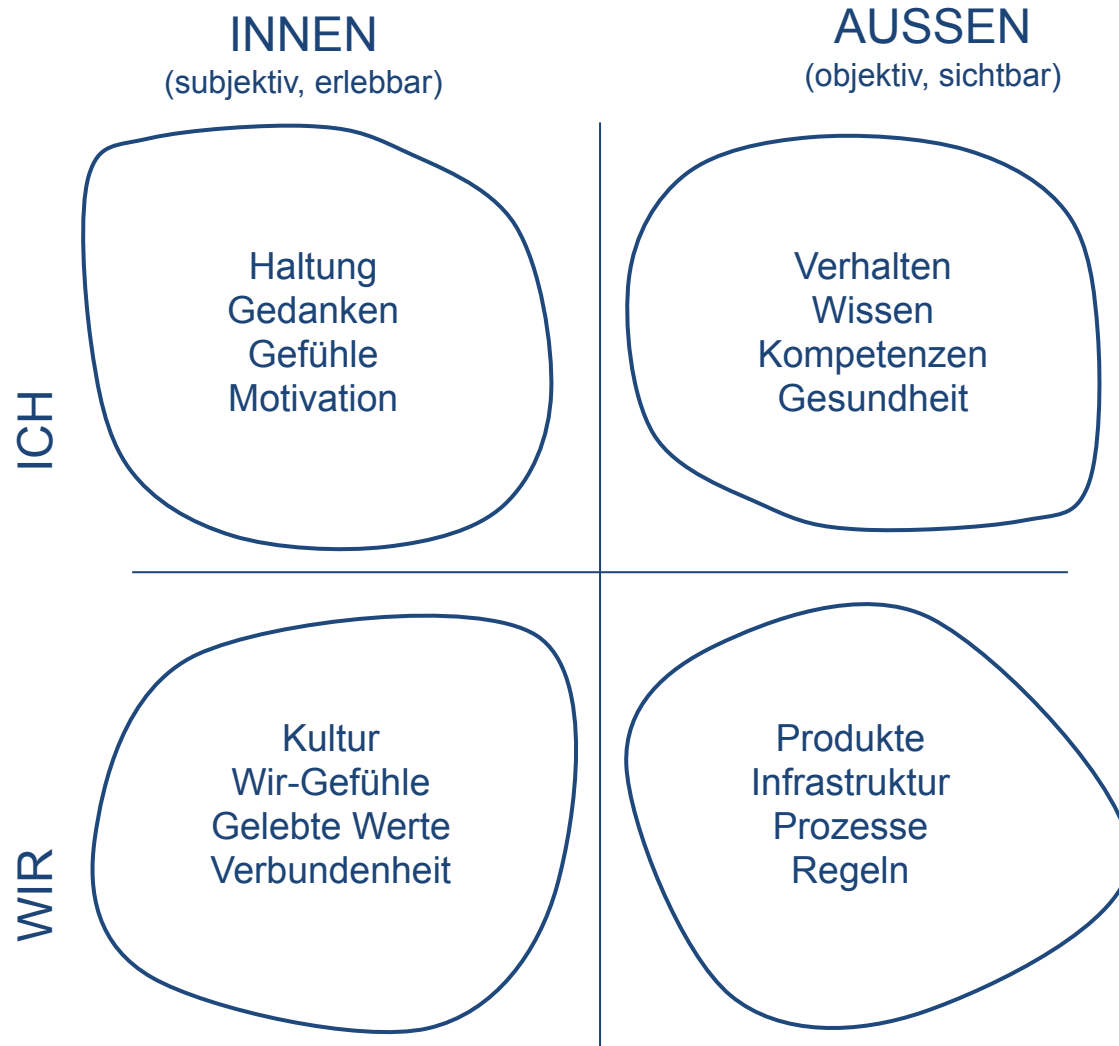 INNEN
(subjektiv, erlebbar)
AUSSEN
(objektiv, sichtbar)
ICH
Haltung
Gedanken
Gefühle
Motivation
Verhalten
Wissen
Kompetenzen
Gesundheit
WIR
Kultur
Wir-Gefühle
Gelebte Werte
Verbundenheit
Produkte
Infrastruktur
Prozesse
Regeln